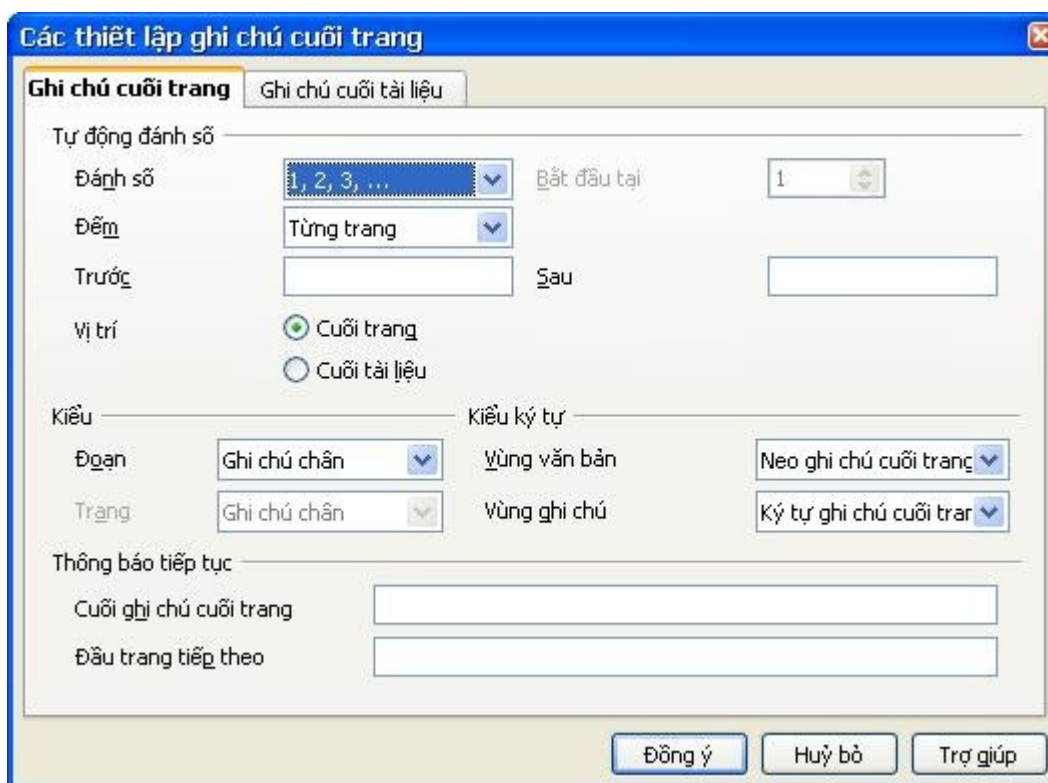 Các thiết lập ghi chú cuối trang
Ghi chú cuối trang Ghi chú cuối tài liệu
Tự động đánh số
Đánh số 1, 2, 3, ... Bắt đầu tại 1
Đếm Từng trang
Trước Sau
Vị trí Cuối trang
Cuối tài liệu
Kiểu Kiểu ký tự
Đoạn Ghi chú chân Vùng văn bản Neo ghi chú cuối trang
Trang Ghi chú chân Vùng ghi chú Ký tự ghi chú cuối tran
Thông báo tiếp tục
Cuối ghi chú cuối trang
Đầu trang tiếp theo
Đồng ý Huỷ bỏ Trợ giúp